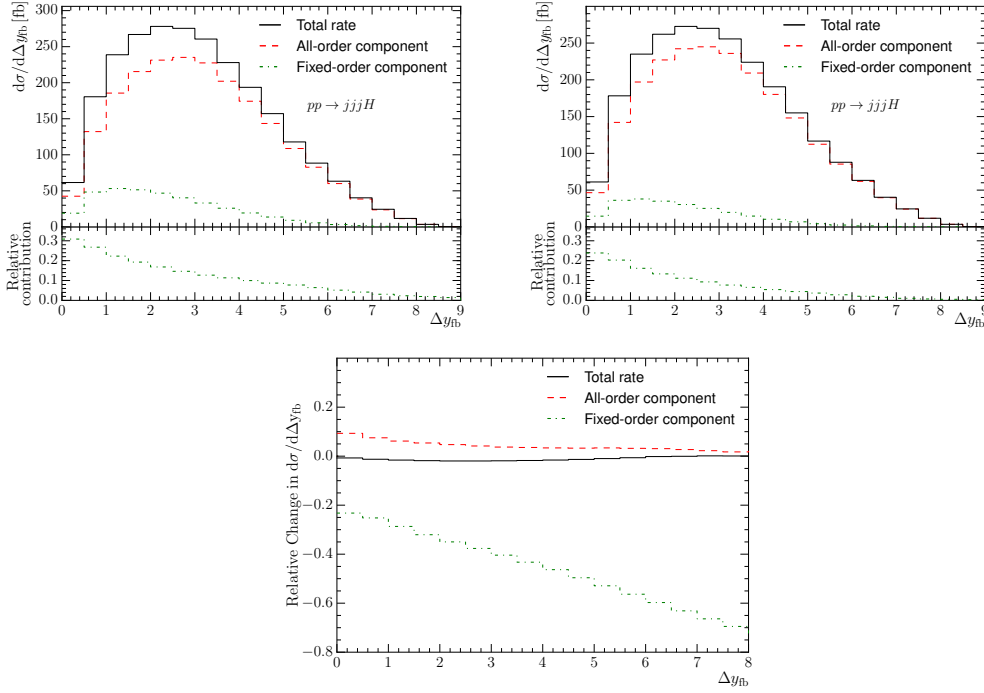 dσ/dΔy_fb [fb]
300
250
200
150
100
50
0
Total rate
All-order component
Fixed-order component
pp → jjjH
Relative
contribution
0.3
0.2
0.1
0.0
0 1 2 3 4 5 6 7 8 9
Δy_fb
dσ/dΔy_fb [fb]
250
200
150
100
50
0
Total rate
All-order component
Fixed-order component
pp → jjjH
Relative
contribution
0.3
0.2
0.1
0.0
0 1 2 3 4 5 6 7 8 9
Δy_fb
Relative Change in dσ/dΔy_fb
0.2
0.0
−0.2
−0.4
−0.6
−0.8
Total rate
All-order component
Fixed-order component
0 1 2 3 4 5 6 7 8
Δy_fb